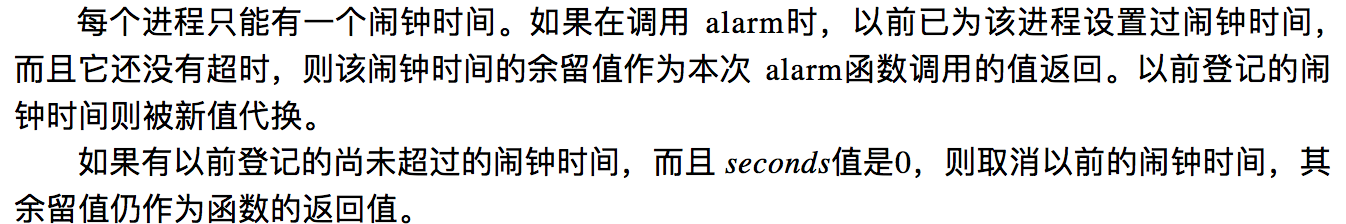 每个进程只能有一个闹钟时间。如果在调用 alarm时，以前已为该进程设置过闹钟时间，
而且它还没有超时，则该闹钟时间的余留值作为本次 alarm函数调用的值返回。以前登记的闹
钟时间则被新值代换。
如果有以前登记的尚未超过的闹钟时间，而且 seconds值是0，则取消以前的闹钟时间，其
余留值仍作为函数的返回值。